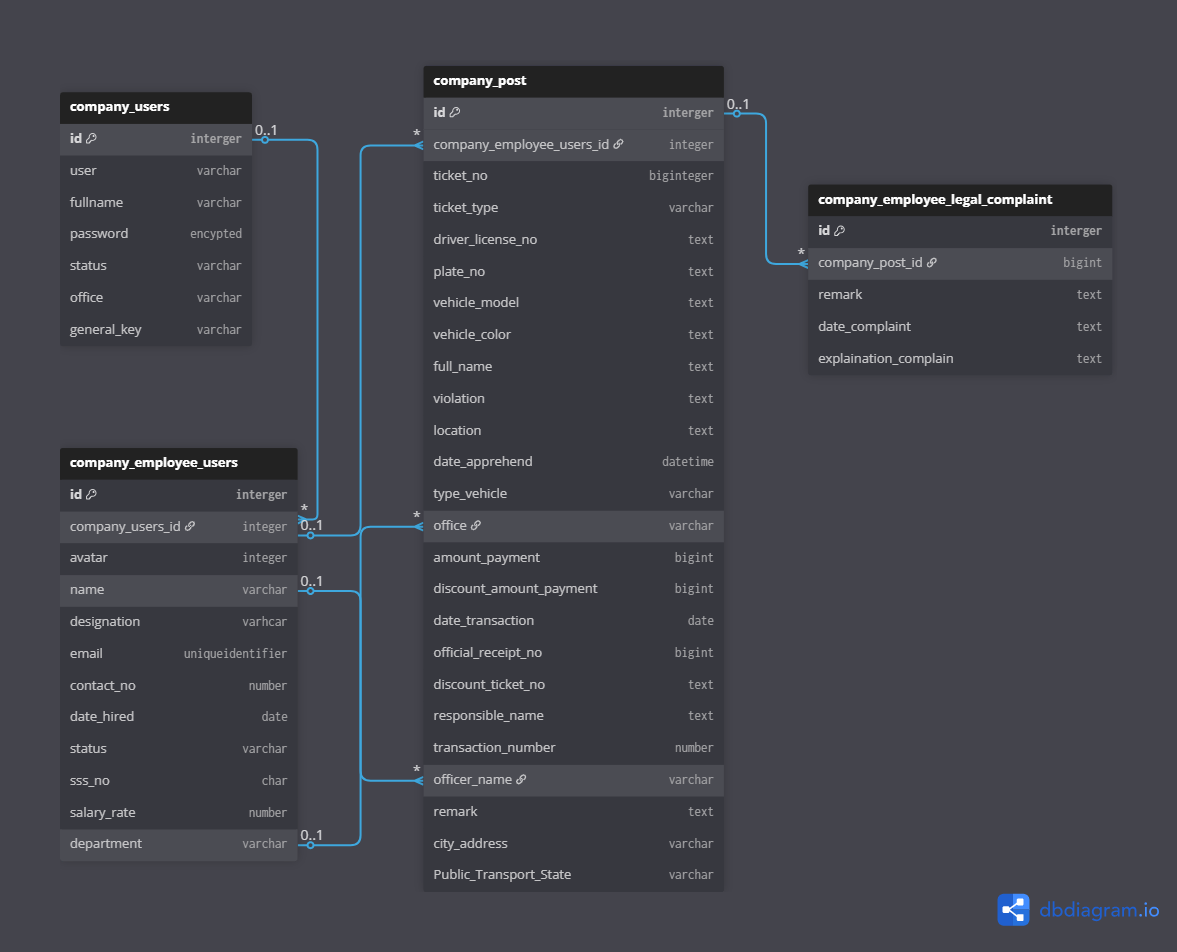 company_users
id interger
user varchar
fullname varchar
password encypted
status varchar
office varchar
general_key varchar
0..1
company_employee_users
id interger
company_users_id integer
avatar integer
name varchar
designation varhcar
email uniqueidentifier
contact_no number
date_hired date
status varchar
sss_no char
salary_rate number
department varchar
*
0..1
0..1
0..1
company_post
id interger
company_employee_users_id integer
ticket_no biginteger
ticket_type varchar
driver_license_no text
plate_no text
vehicle_model text
vehicle_color text
full_name text
violation text
location text
date_apprehend datetime
type_vehicle varchar
office varchar
amount_payment bigint
discount_amount_payment bigint
date_transaction date
official_receipt_no bigint
discount_ticket_no text
responsible_name text
transaction_number number
officer_name varchar
remark text
city_address varchar
Public_Transport_State varchar
*
*
*
0..1
company_employee_legal_complaint
id interger
company_post_id bigint
remark text
date_complaint text
explaination_complain text
*
dbdiagram.io